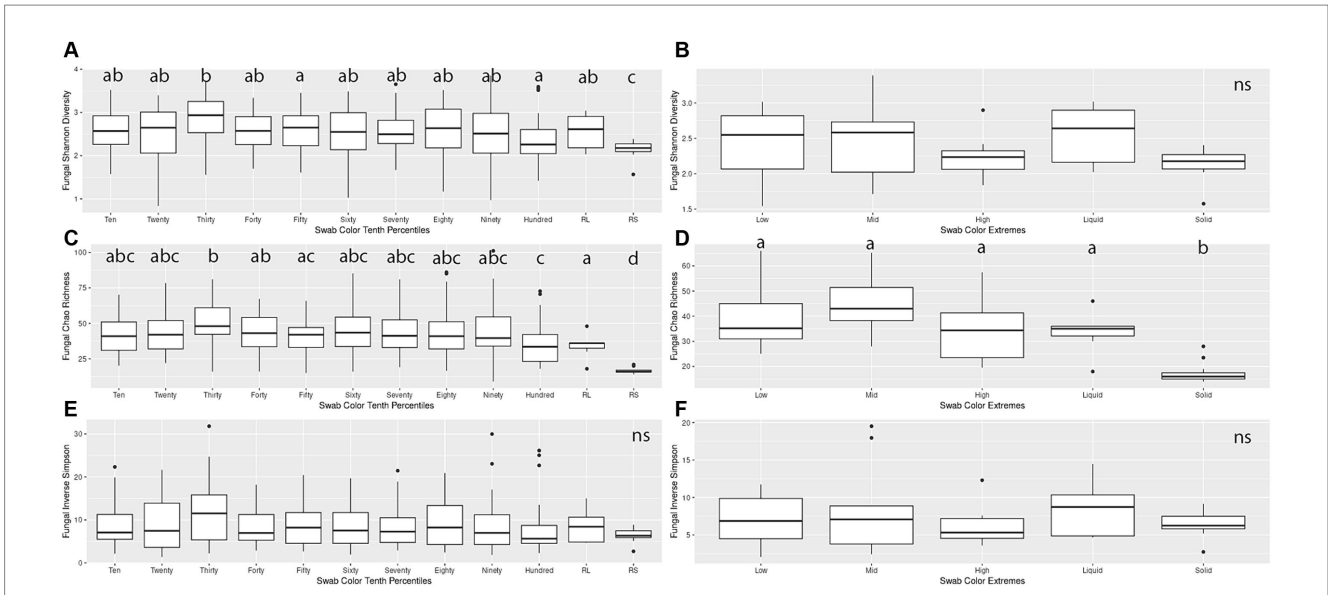 A
ab ab b ab a ab ab ab ab a ab c
Fungal Shannon Diversity
4
3
2
1
Ten Twenty Thirty Forty Fifty Sixty Seventy Eighty Ninety Hundred RL RS
Swab Color Tenth Percentiles
B
ns
Fungal Shannon Diversity
3.0
2.5
2.0
1.5
Low Mid High Liquid Solid
Swab Color Extremes
C
abc abc b ab ac abc abc abc abc c a d
Fungal Chao Richness
100
75
50
25
Ten Twenty Thirty Forty Fifty Sixty Seventy Eighty Ninety Hundred RL RS
Swab Color Tenth Percentiles
D
a a a a b
Fungal Chao Richness
60
50
40
30
20
Low Mid High Liquid Solid
Swab Color Extremes
E
ns
Fungal Inverse Simpson
30
20
10
0
Ten Twenty Thirty Forty Fifty Sixty Seventy Eighty Ninety Hundred RL RS
Swab Color Tenth Percentiles
F
ns
Fungal Inverse Simpson
20
15
10
5
Low Mid High Liquid Solid
Swab Color Extremes